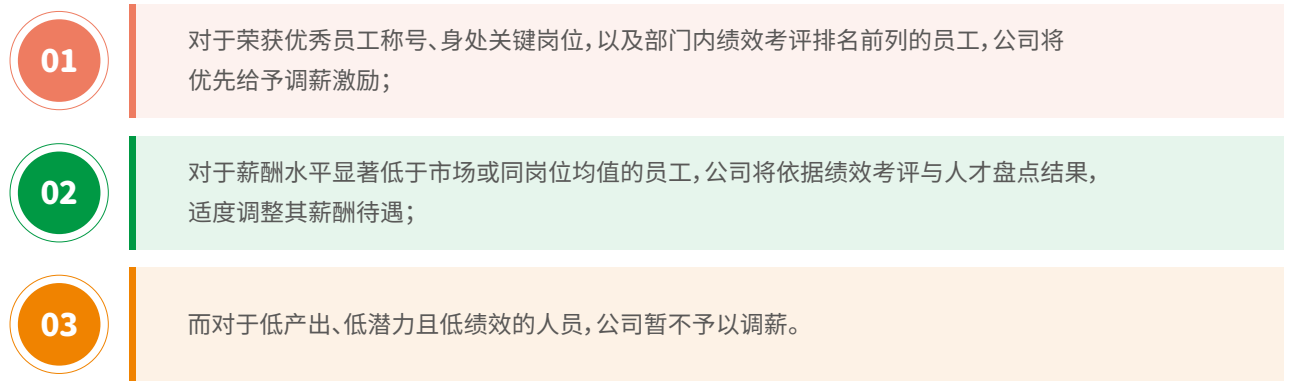 01
对于荣获优秀员工称号、身处关键岗位，以及部门内绩效考评排名前列的员工，公司将
优先给予调薪激励；
02
对于薪酬水平显著低于市场或同岗位均值的员工，公司将依据绩效考评与人才盘点结果，
适度调整其薪酬待遇；
03
而对于低产出、低潜力且低绩效的人员，公司暂不予以调薪。